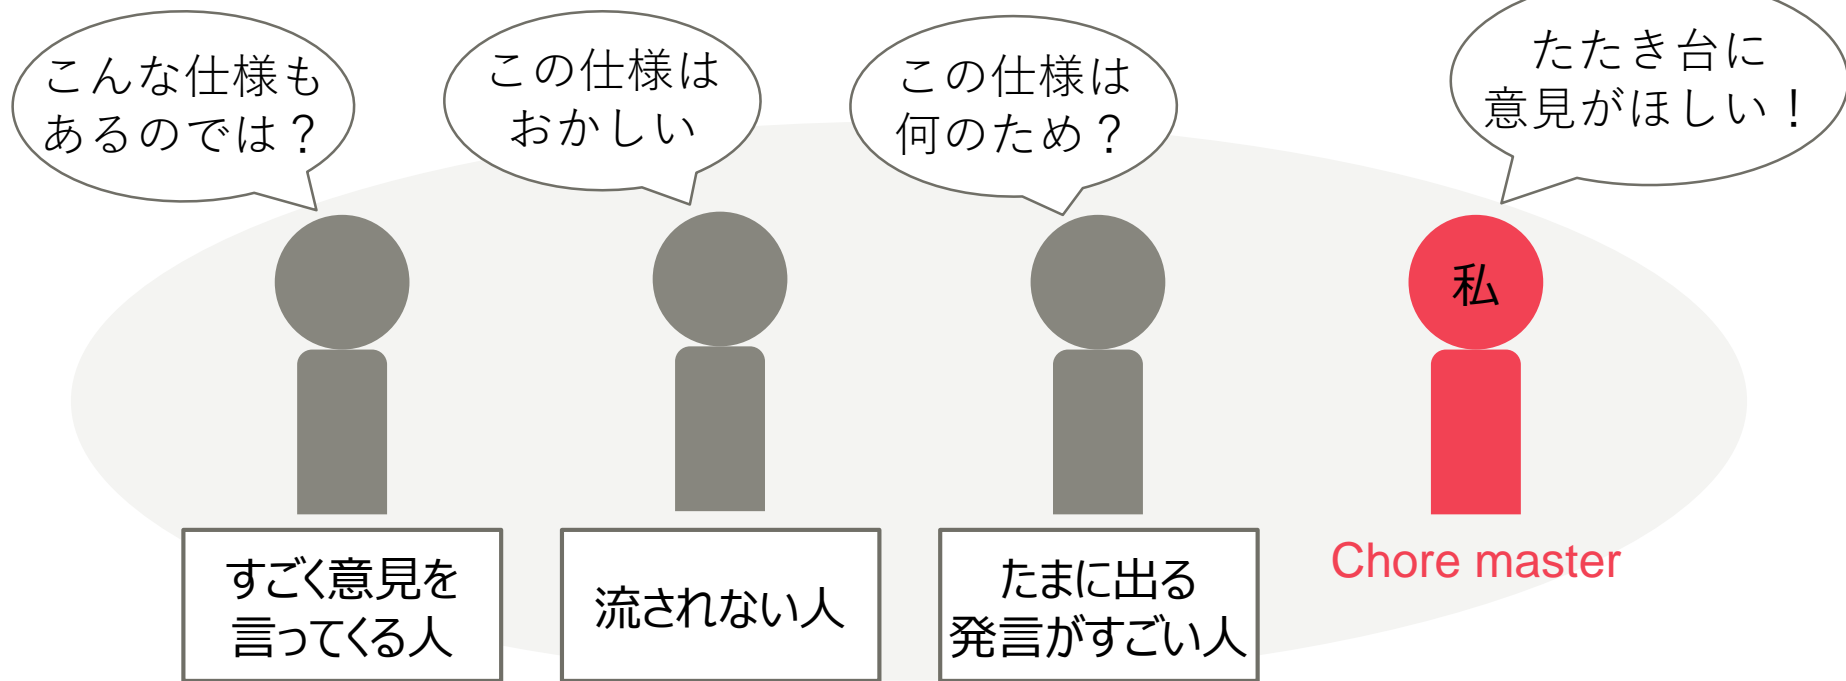 こんな仕様も
あるのでは？
この仕様は
おかしい
この仕様は
何のため？
たたき台に
意見がほしい！
私
すごく意見を
言ってくる人
流されない人
たまに出る
発言がすごい人
Chore master